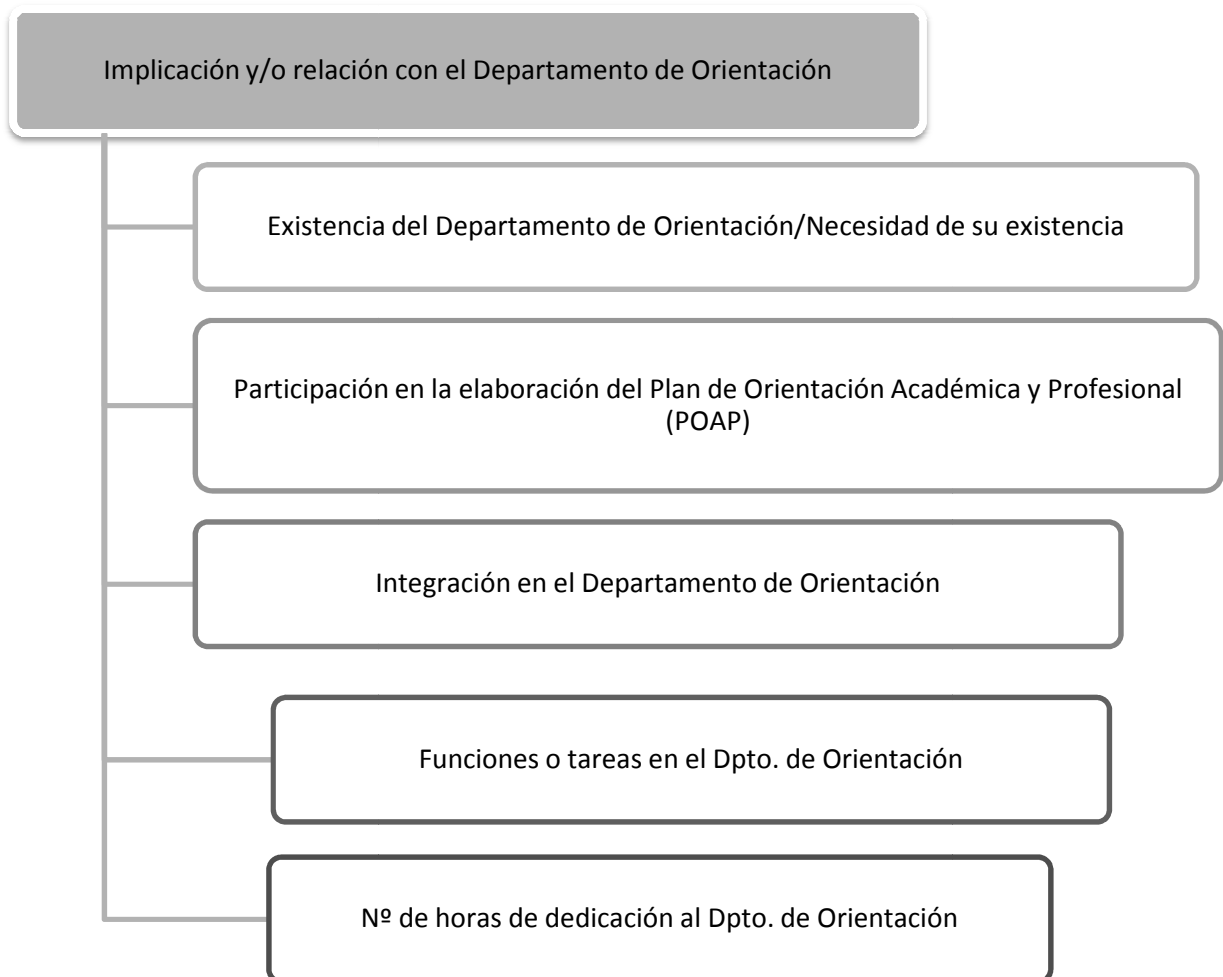 Implicación y/o relación con el Departamento de Orientación
Existencia del Departamento de Orientación/Necesidad de su existencia
Participación en la elaboración del Plan de Orientación Académica y Profesional
(POAP)
Integración en el Departamento de Orientación
Funciones o tareas en el Dpto. de Orientación
Nº de horas de dedicación al Dpto. de Orientación